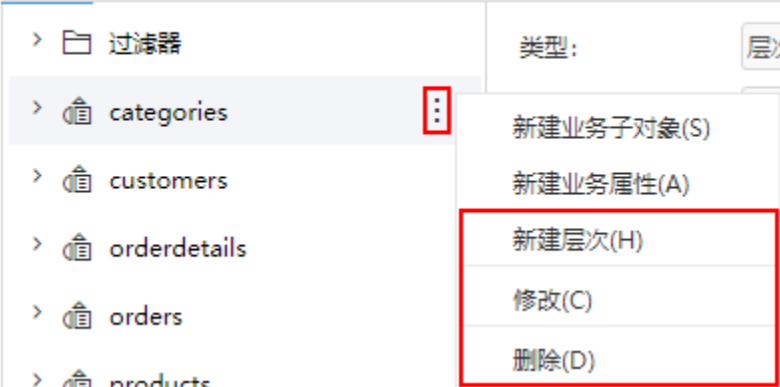 过滤器
categories
customers
orderdetails
orders
products
类型:
新建业务子对象(S)
新建业务属性(A)
新建层次(H)
修改(C)
删除(D)